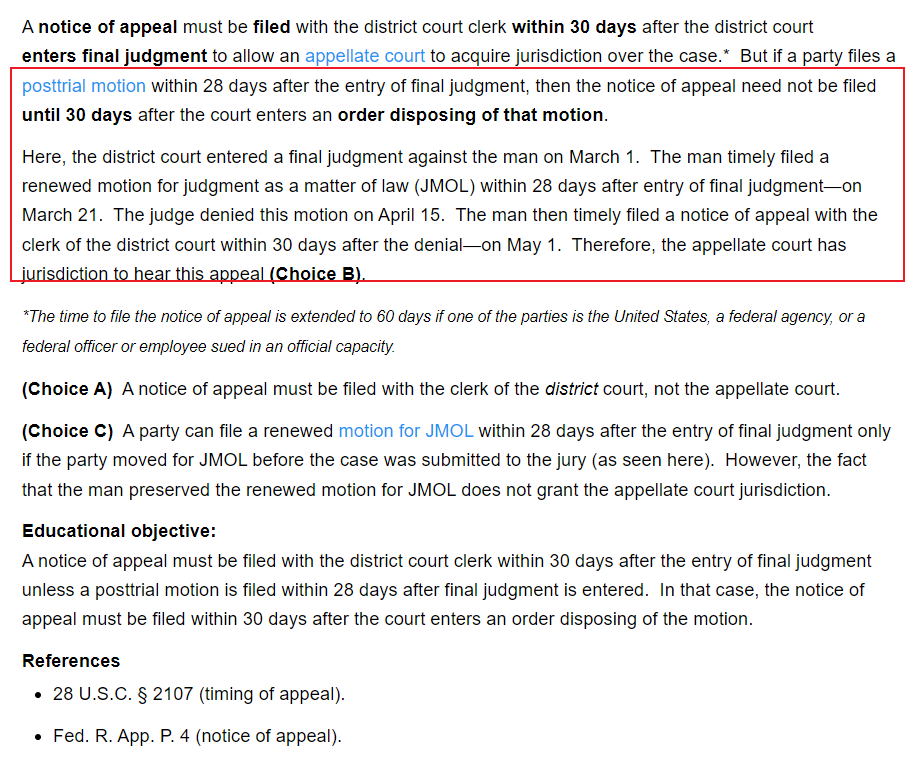 A notice of appeal must be filed with the district court clerk within 30 days after the district court
enters final judgment to allow an appellate court to acquire jurisdiction over the case.* But if a party files a
posttrial motion within 28 days after the entry of final judgment, then the notice of appeal need not be filed
until 30 days after the court enters an order disposing of that motion.
Here, the district court entered a final judgment against the man on March 1. The man timely filed a
renewed motion for judgment as a matter of law (JMOL) within 28 days after entry of final judgment—on
March 21. The judge denied this motion on April 15. The man then timely filed a notice of appeal with the
clerk of the district court within 30 days after the denial—on May 1. Therefore, the appellate court has
jurisdiction to hear this appeal (Choice B).
*The time to file the notice of appeal is extended to 60 days if one of the parties is the United States, a federal agency, or a
federal officer or employee sued in an official capacity.
(Choice A) A notice of appeal must be filed with the clerk of the district court, not the appellate court.
(Choice C) A party can file a renewed motion for JMOL within 28 days after the entry of final judgment only
if the party moved for JMOL before the case was submitted to the jury (as seen here). However, the fact
that the man preserved the renewed motion for JMOL does not grant the appellate court jurisdiction.
Educational objective:
A notice of appeal must be filed with the district court clerk within 30 days after the entry of final judgment
unless a posttrial motion is filed within 28 days after final judgment is entered. In that case, the notice of
appeal must be filed within 30 days after the court enters an order disposing of the motion.
References
• 28 U.S.C. § 2107 (timing of appeal).
• Fed. R. App. P. 4 (notice of appeal).